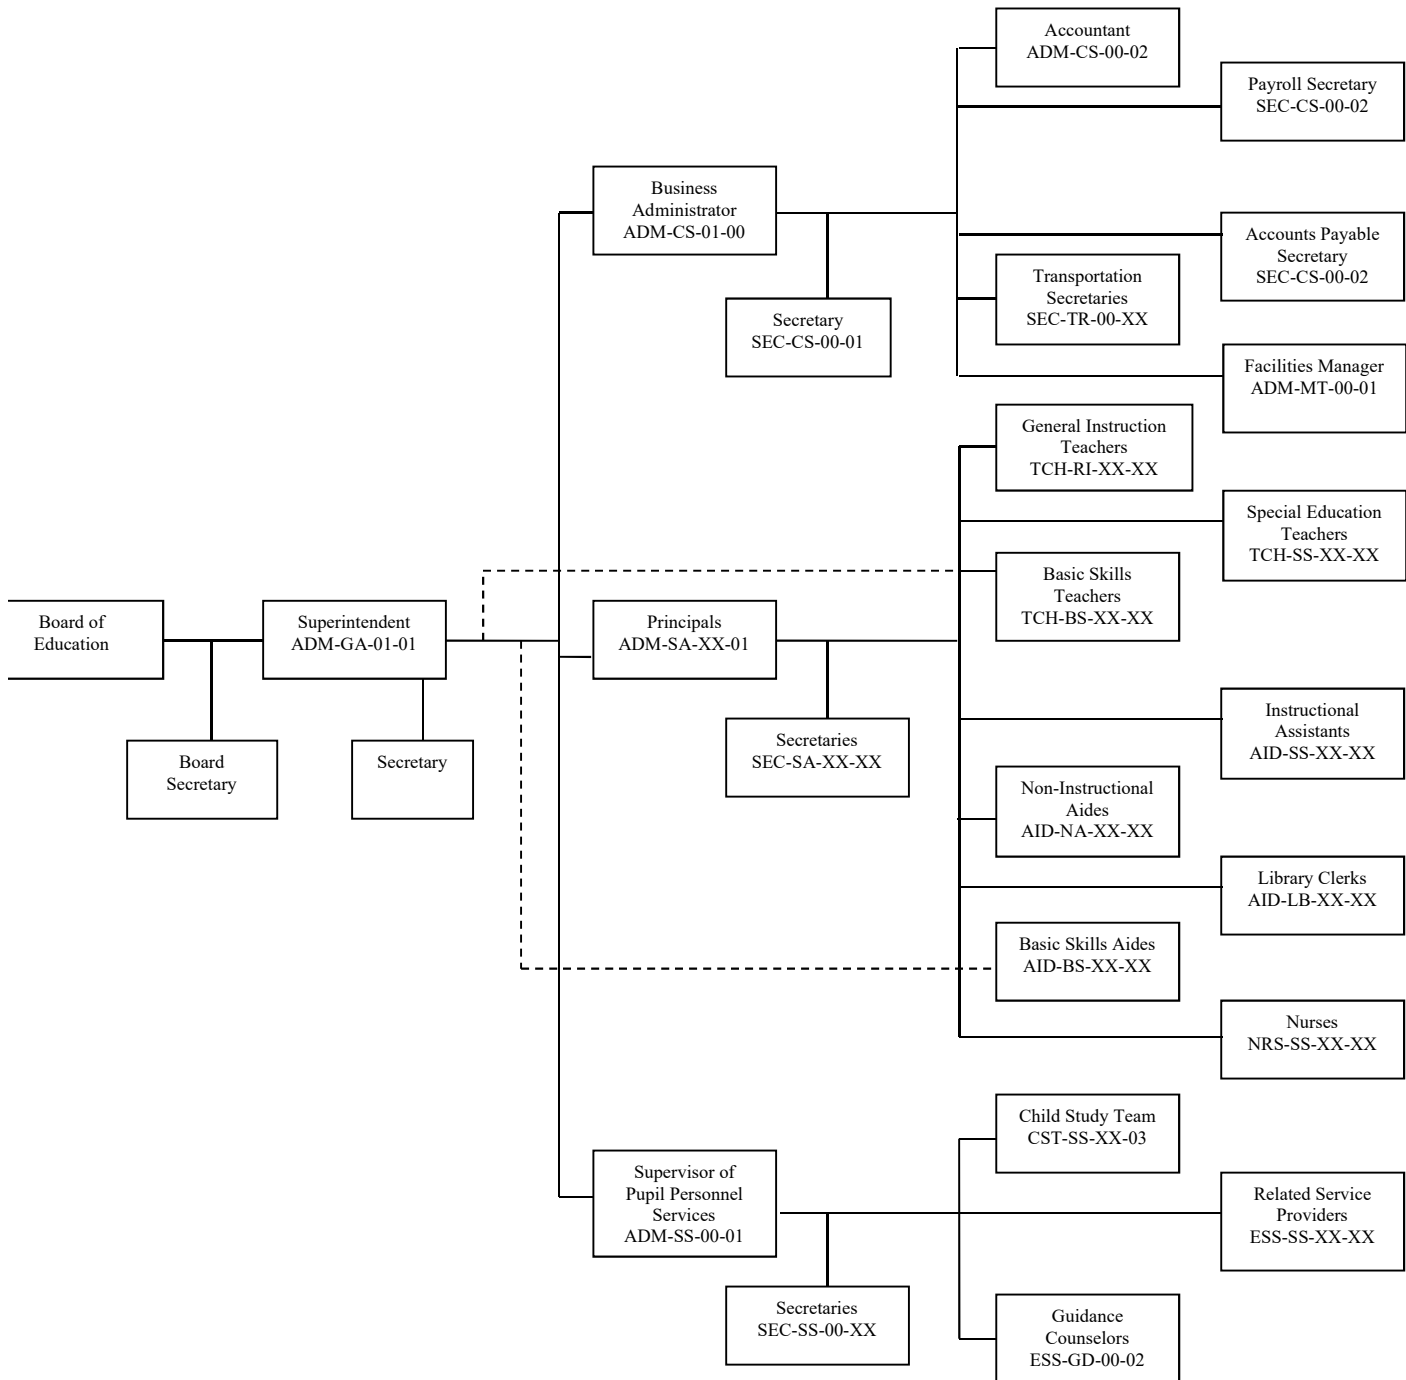 Accountant
ADM-CS-00-02
Payroll Secretary
SEC-CS-00-02
Business
Administrator
ADM-CS-01-00
Accounts Payable
Secretary
SEC-CS-00-02
Transportation
Secretaries
SEC-TR-00-XX
Secretary
SEC-CS-00-01
Facilities Manager
ADM-MT-00-01
General Instruction
Teachers
TCH-RI-XX-XX
Special Education
Teachers
TCH-SS-XX-XX
Basic Skills
Teachers
TCH-BS-XX-XX
Board of
Education
Superintendent
ADM-GA-01-01
Principals
ADM-SA-XX-01
Instructional
Assistants
AID-SS-XX-XX
Board
Secretary
Secretary
Secretaries
SEC-SA-XX-XX
Non-Instructional
Aides
AID-NA-XX-XX
Library Clerks
AID-LB-XX-XX
Basic Skills Aides
AID-BS-XX-XX
Nurses
NRS-SS-XX-XX
Child Study Team
CST-SS-XX-03
Supervisor of
Pupil Personnel
Services
ADM-SS-00-01
Related Service
Providers
ESS-SS-XX-XX
Secretaries
SEC-SS-00-XX
Guidance
Counselors
ESS-GD-00-02